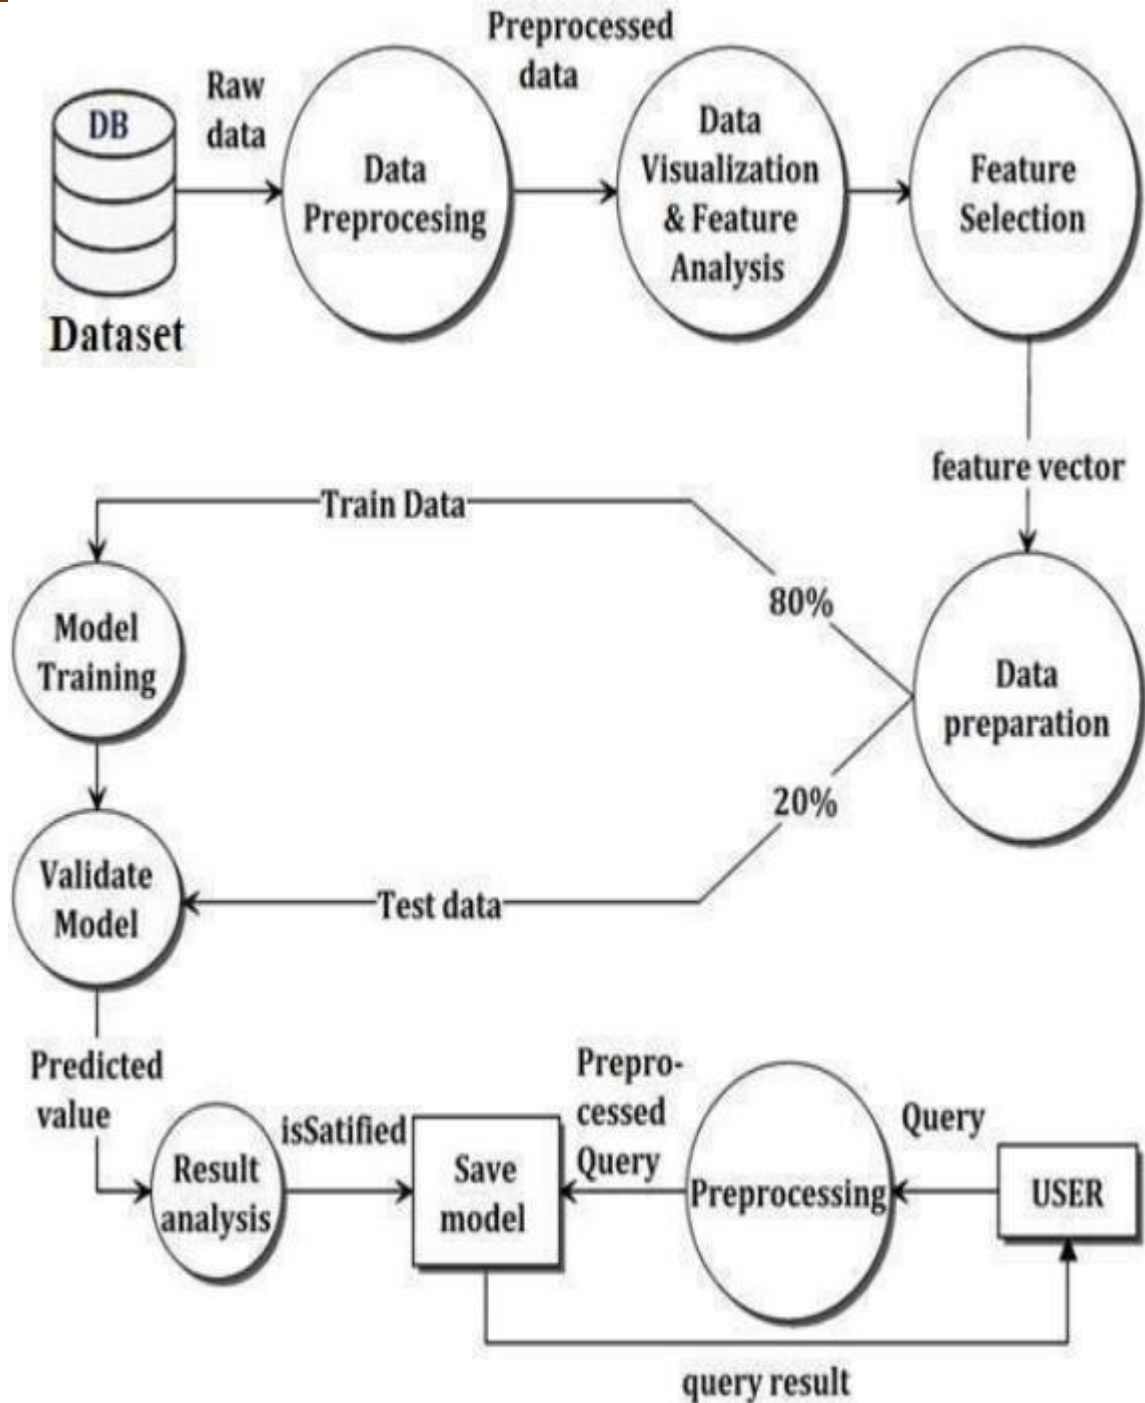 DB
Dataset
Raw
data
Data
Preprocesing
Preprocessed
data
Data
Visualization
& Feature
Analysis
Feature
Selection
feature vector
Data
preparation
80%
Train Data
Model
Training
20%
Test data
Validate
Model
Predicted
value
Result
analysis
isSatified
Save
model
Prepro-
cessed
Query
Preprocessing
Query
USER
query result